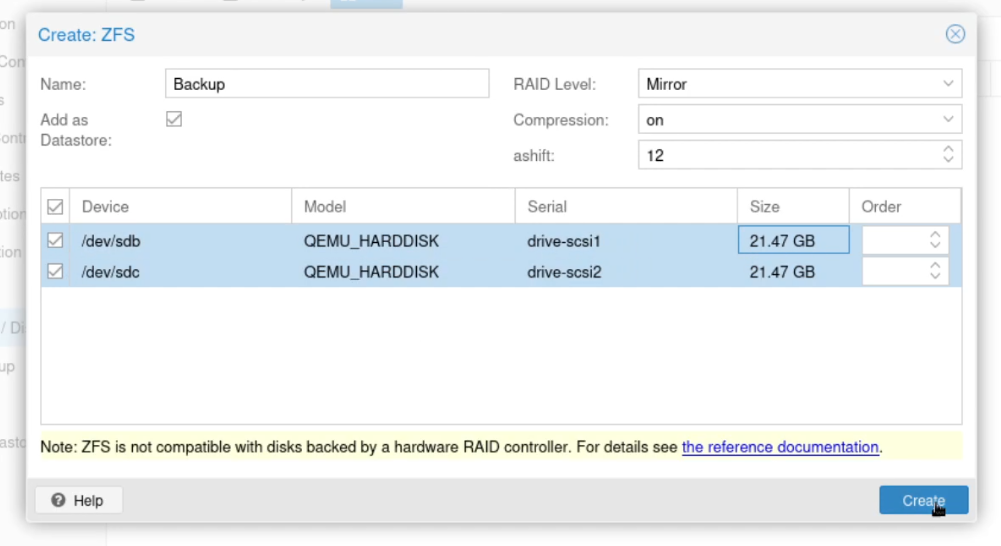 Create: ZFS
Name: Backup RAID Level: Mirror
Add as Datastore: Compression: on
ashift: 12
Device Model Serial Size Order
/dev/sdb QEMU_HARDDISK drive-scsi1 21.47 GB
/dev/sdc QEMU_HARDDISK drive-scsi2 21.47 GB
Note: ZFS is not compatible with disks backed by a hardware RAID controller. For details see the reference documentation.
Help Create